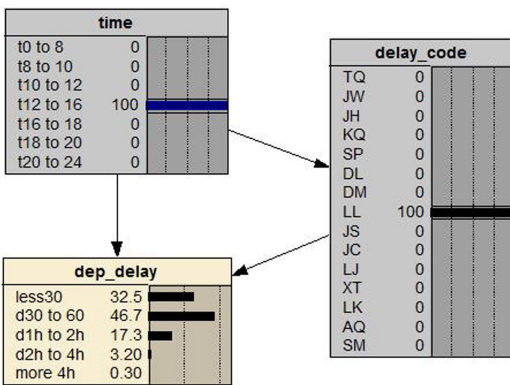 time
t0 to 8 0
t8 to 10 0
t10 to 12 0
t12 to 16 100
t16 to 18 0
t18 to 20 0
t20 to 24 0
delay_code
TQ 0
JW 0
JH 0
KQ 0
SP 0
DL 0
DM 0
LL 100
JS 0
JC 0
LJ 0
XT 0
LK 0
AQ 0
SM 0
dep_delay
less30 32.5
d30 to 60 46.7
d1h to 2h 17.3
d2h to 4h 3.20
more 4h 0.30